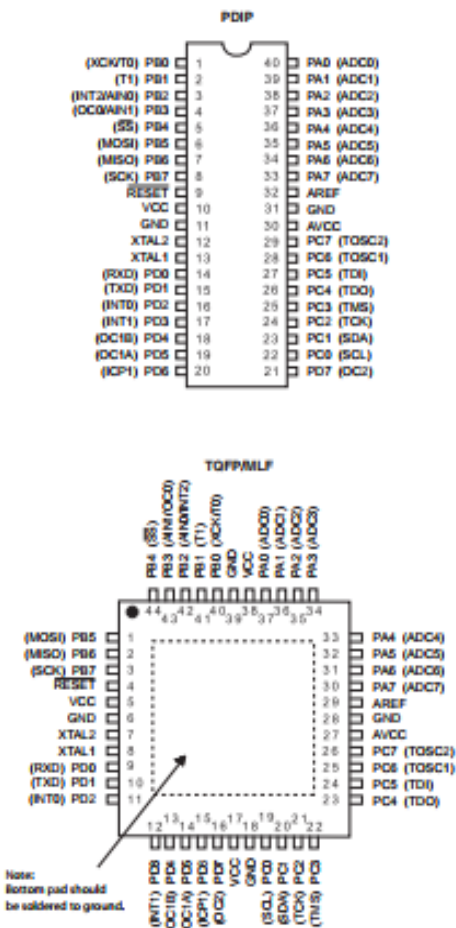 PDIP
(XCK/T0) PB0 1 40 PA0 (ADC0)
(T1) PB1 2 39 PA1 (ADC1)
(INT2/AIN0) PB2 3 38 PA2 (ADC2)
(OC0/AIN1) PB3 4 37 PA3 (ADC3)
(SS) PB4 5 36 PA4 (ADC4)
(MOSI) PB5 6 35 PA5 (ADC5)
(MISO) PB6 7 34 PA6 (ADC6)
(SCK) PB7 8 33 PA7 (ADC7)
RESET 9 32 AREF
VCC 10 31 GND
GND 11 30 AVCC
XTAL2 12 29 PC7 (TOSC2)
XTAL1 13 28 PC6 (TOSC1)
(RXD) PD0 14 27 PC5 (TDI)
(TXD) PD1 15 26 PC4 (TDO)
(INT0) PD2 16 25 PC3 (TMS)
(INT1) PD3 17 24 PC2 (TCK)
(OC1B) PD4 18 23 PC1 (SDA)
(OC1A) PD5 19 22 PC0 (SCL)
(ICP1) PD6 20 21 PD7 (OC2)
TQFP/MLF
PB4 (SS)
PB3 (AIN1/OC0)
PB2 (AIN0/INT2)
PB1 (T1)
PB0 (XCK/T0)
GND
VCC
PA0 (ADC0)
PA1 (ADC1)
PA2 (ADC2)
PA3 (ADC3)
44 43 42 41 40 39 38 37 36 35 34
(MOSI) PB5 1 33 PA4 (ADC4)
(MISO) PB6 2 32 PA5 (ADC5)
(SCK) PB7 3 31 PA6 (ADC6)
RESET 4 30 PA7 (ADC7)
VCC 5 29 AREF
GND 6 28 GND
XTAL2 7 27 AVCC
XTAL1 8 26 PC7 (TOSC2)
(RXD) PD0 9 25 PC6 (TOSC1)
(TXD) PD1 10 24 PC5 (TDI)
(INT0) PD2 11 23 PC4 (TDO)
12 13 14 15 16 17 18 19 20 21 22
(INT1) PD3
(OC1B) PD4
(OC1A) PD5
(ICP1) PD6
(OC2) PD7
VCC
GND
(SCL) PC0
(SDA) PC1
(TCK) PC2
(TMS) PC3
Note:
Bottom pad should
be soldered to ground.